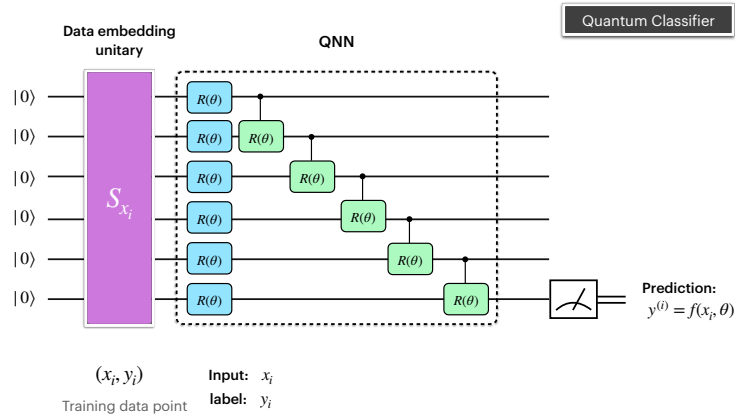 Quantum Classifier
Data embedding
unitary
QNN
|0⟩ R(θ)
|0⟩ R(θ) R(θ)
|0⟩ R(θ) R(θ)
S_{x_i}
|0⟩ R(θ) R(θ)
|0⟩ R(θ) R(θ)
|0⟩ R(θ) R(θ)
Prediction:
y^{(i)} = f(x_i, θ)
(x_i, y_i)
Training data point
Input: x_i
label: y_i